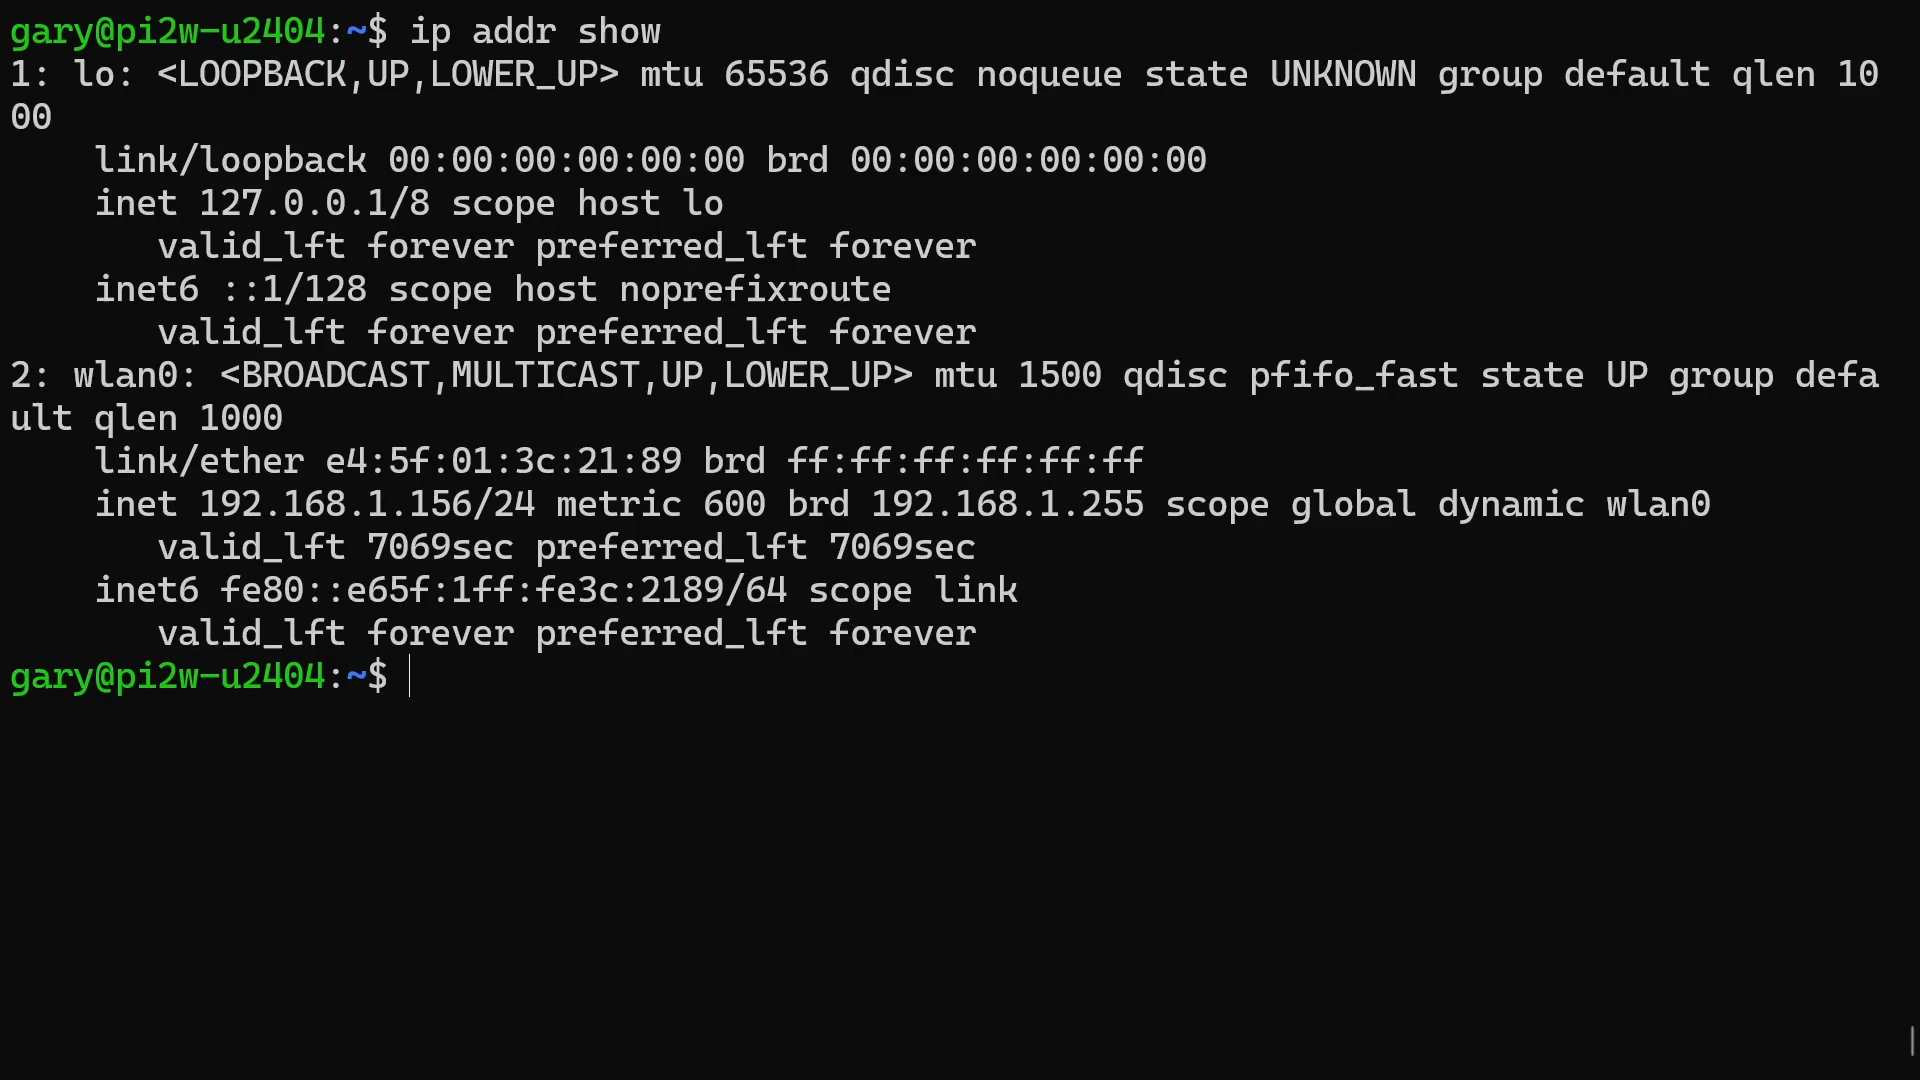 gary@pi2w-u2404:~$ ip addr show
1: lo: <LOOPBACK,UP,LOWER_UP> mtu 65536 qdisc noqueue state UNKNOWN group default qlen 10
00
    link/loopback 00:00:00:00:00:00 brd 00:00:00:00:00:00
    inet 127.0.0.1/8 scope host lo
       valid_lft forever preferred_lft forever
    inet6 ::1/128 scope host noprefixroute
       valid_lft forever preferred_lft forever
2: wlan0: <BROADCAST,MULTICAST,UP,LOWER_UP> mtu 1500 qdisc pfifo_fast state UP group defa
ult qlen 1000
    link/ether e4:5f:01:3c:21:89 brd ff:ff:ff:ff:ff:ff
    inet 192.168.1.156/24 metric 600 brd 192.168.1.255 scope global dynamic wlan0
       valid_lft 7069sec preferred_lft 7069sec
    inet6 fe80::e65f:1ff:fe3c:2189/64 scope link
       valid_lft forever preferred_lft forever
gary@pi2w-u2404:~$